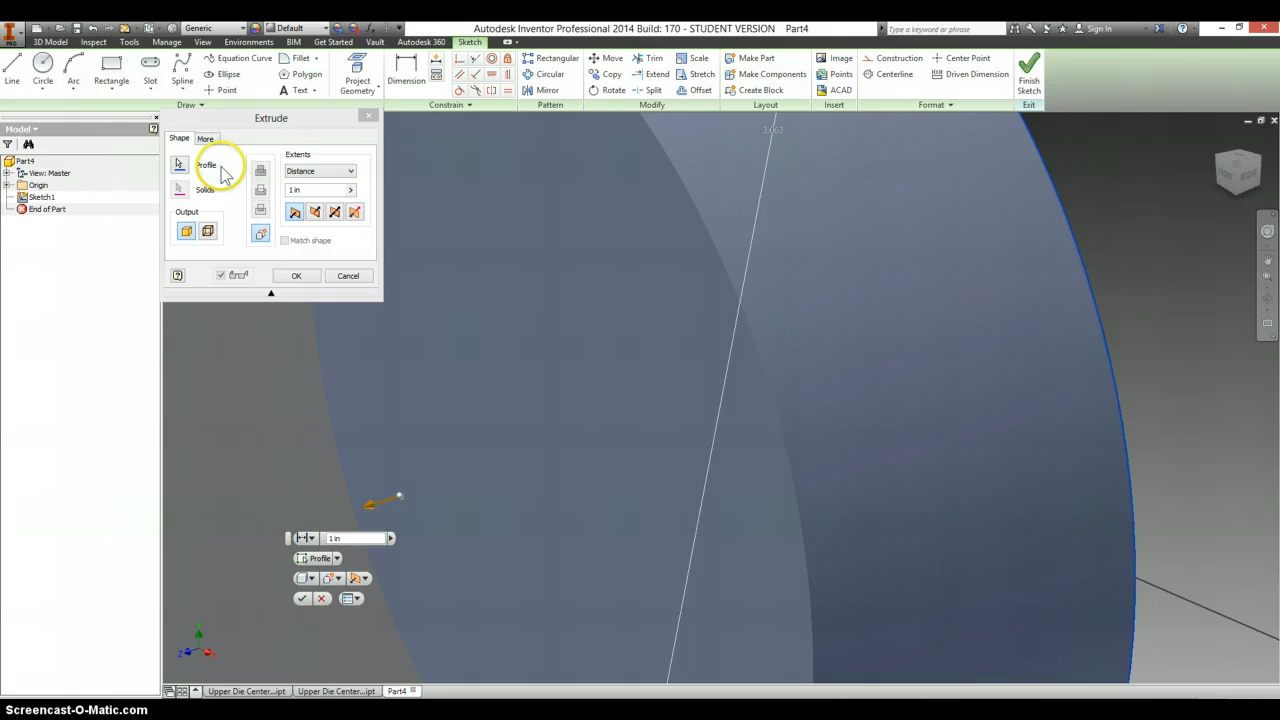 Generic
Default
Autodesk Inventor Professional 2014 Build: 170 - STUDENT VERSION Part4
Type a keyword or phrase
Sign In
3D Model Inspect Tools Manage View Environments BIM Get Started Vault Autodesk 360 Sketch
Line Circle Arc Rectangle Slot Spline
Equation Curve Fillet
Ellipse Polygon
Point Text
Project
Geometry
Dimension
Rectangular
Circular
Mirror
Move Trim Scale
Copy Extend Stretch
Rotate Split Offset
Make Part
Make Components
Create Block
Image
Points
ACAD
Construction Center Point
Centerline Driven Dimension
Finish
Sketch
Draw Constrain Pattern Modify Layout Insert Format Exit
Model
Part4
View: Master
Origin
Sketch1
End of Part
Extrude
Shape More
Profile
Solids
Output
Extents
Distance
1 in
Match shape
OK Cancel
3.063
FRONT RIGHT
1 in
Profile
Y
Z X
Upper Die Center....ipt Upper Die Center....ipt Part4
Screencast-O-Matic.com